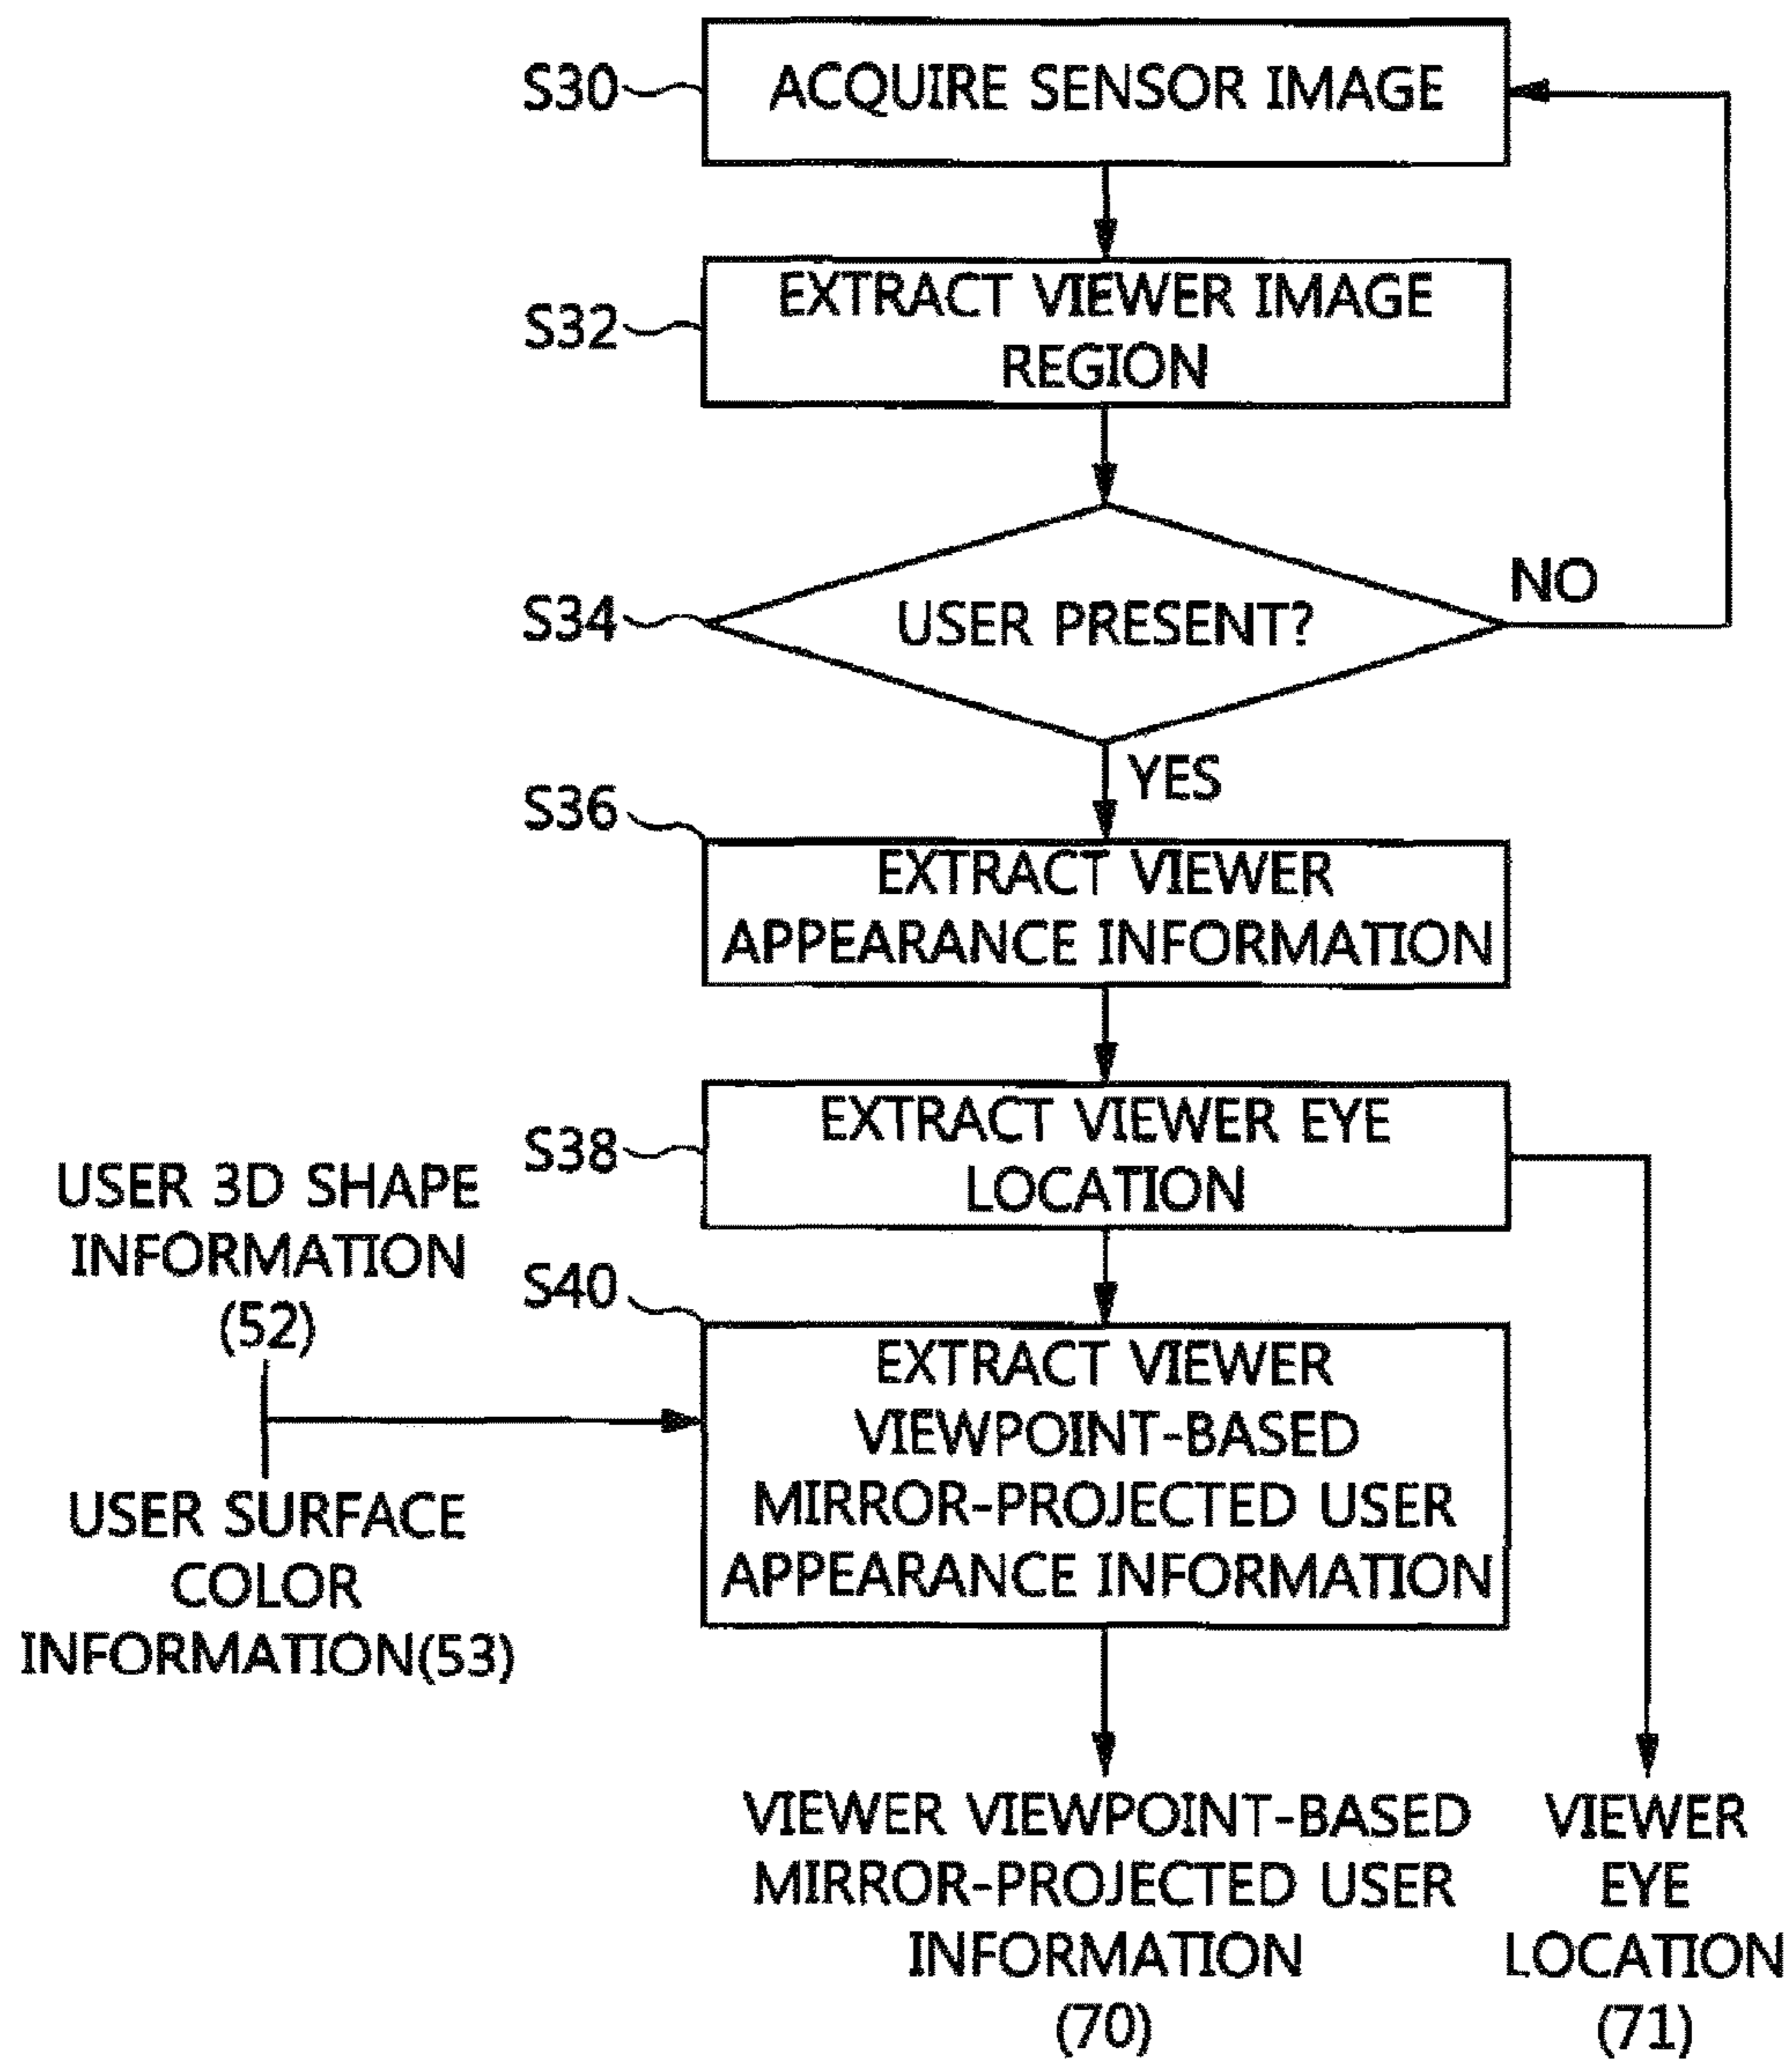 S30
ACQUIRE SENSOR IMAGE
S32
EXTRACT VIEWER IMAGE
REGION
S34
USER PRESENT?
NO
YES
S36
EXTRACT VIEWER
APPEARANCE INFORMATION
S38
EXTRACT VIEWER EYE
LOCATION
USER 3D SHAPE
INFORMATION
(52)
S40
EXTRACT VIEWER
VIEWPOINT-BASED
MIRROR-PROJECTED USER
APPEARANCE INFORMATION
USER SURFACE
COLOR
INFORMATION(53)
VIEWER VIEWPOINT-BASED
MIRROR-PROJECTED USER
INFORMATION
(70)
VIEWER
EYE
LOCATION
(71)